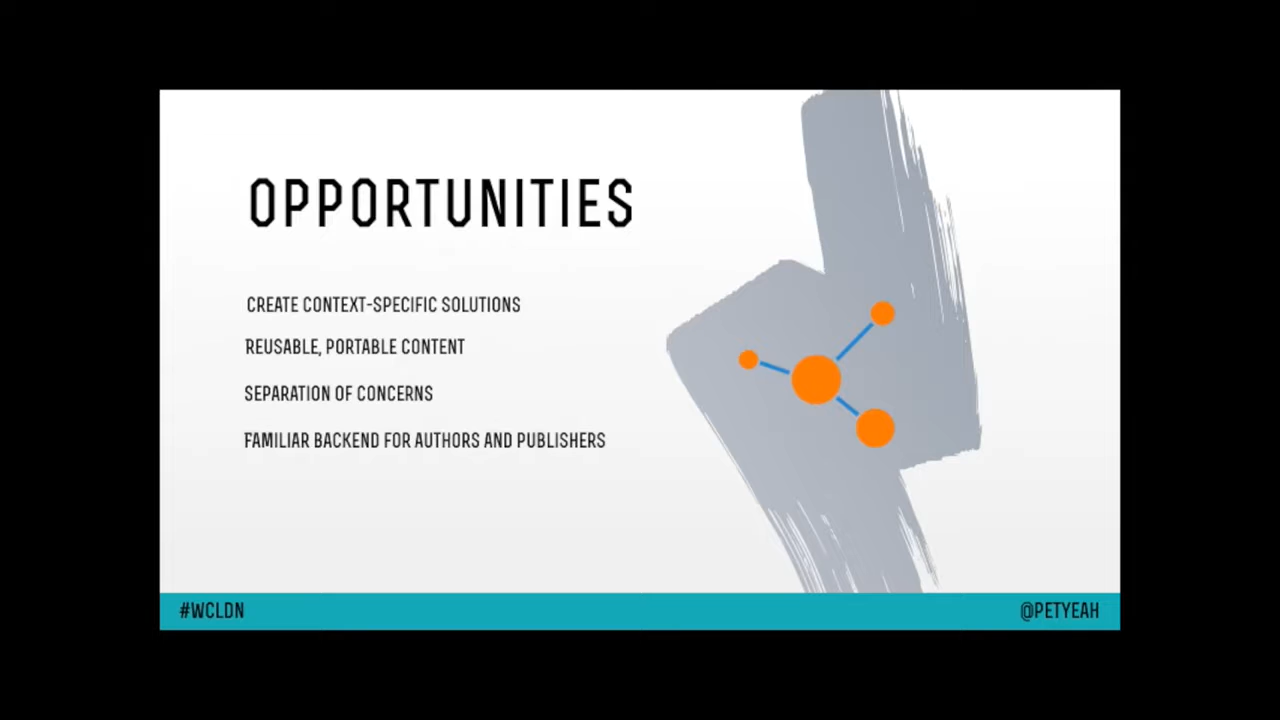 OPPORTUNITIES
CREATE CONTEXT-SPECIFIC SOLUTIONS
REUSABLE, PORTABLE CONTENT
SEPARATION OF CONCERNS
FAMILIAR BACKEND FOR AUTHORS AND PUBLISHERS
#WCLDN
@PETYEAH